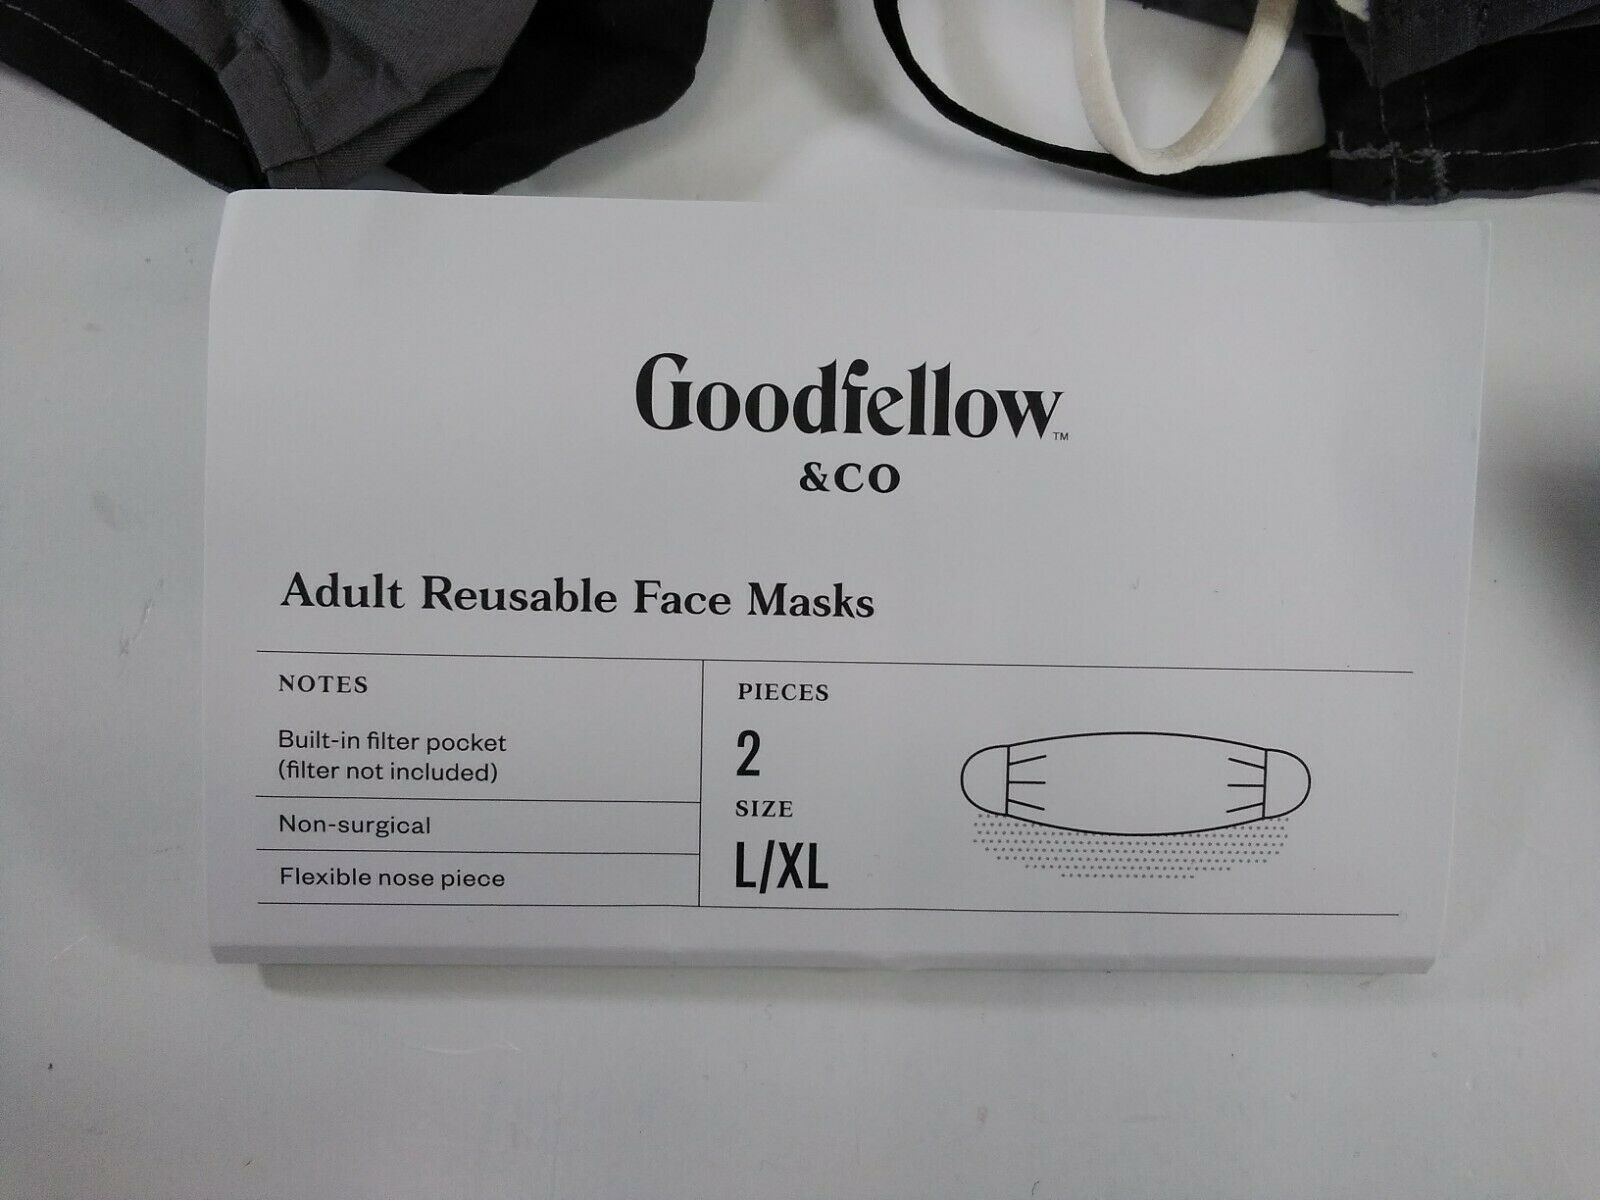 Goodfellow™
&CO
Adult Reusable Face Masks
NOTES
Built-in filter pocket
(filter not included)
Non-surgical
Flexible nose piece
PIECES
2
SIZE
L/XL